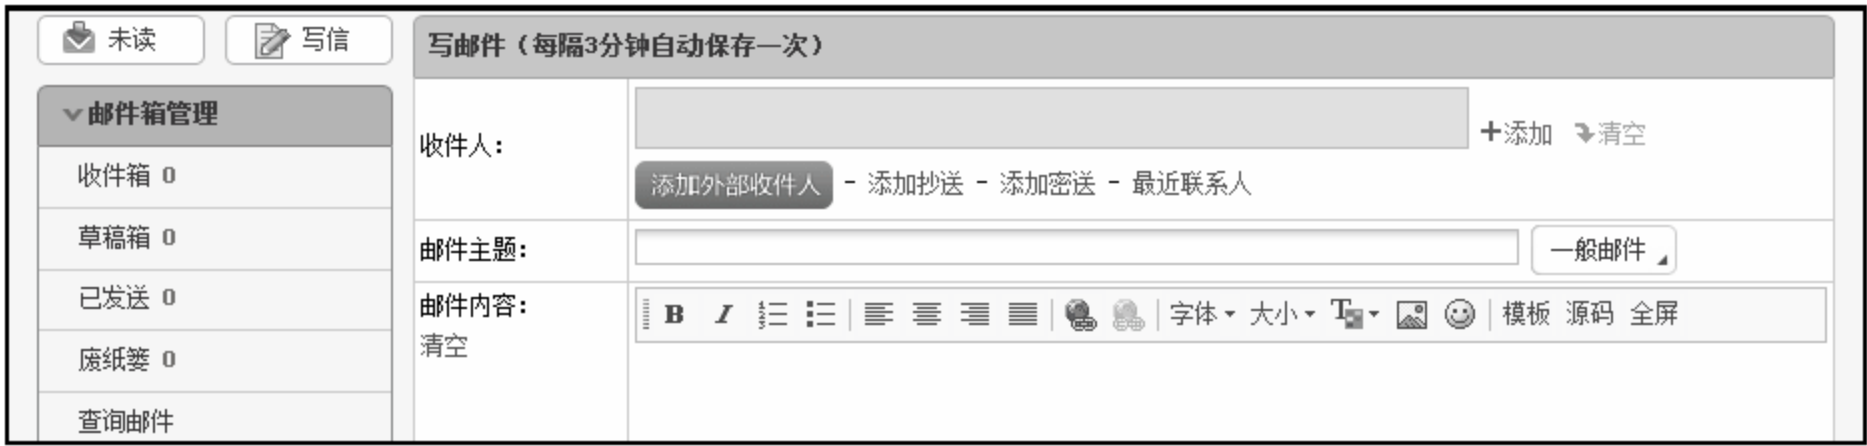 未读 写信
邮件箱管理
收件箱 0
草稿箱 0
已发送 0
废纸篓 0
查询邮件
写邮件（每隔3分钟自动保存一次）
收件人： +添加 清空
添加外部收件人 - 添加抄送 - 添加密送 - 最近联系人
邮件主题： 一般邮件
邮件内容： B I 字体 大小 T 模板 源码 全屏
清空